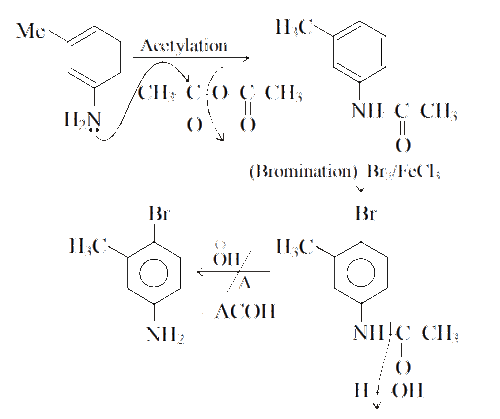 Me
Acetylation
H₃C
CH₃ C O C CH₃
H₂N
O O
NH C CH₃
O
(Bromination) Br₂/FeCl₃
Br
Br
H₃C
OH
H₃C
Δ
ACOH
NH₂
NH C CH₃
O
H OH